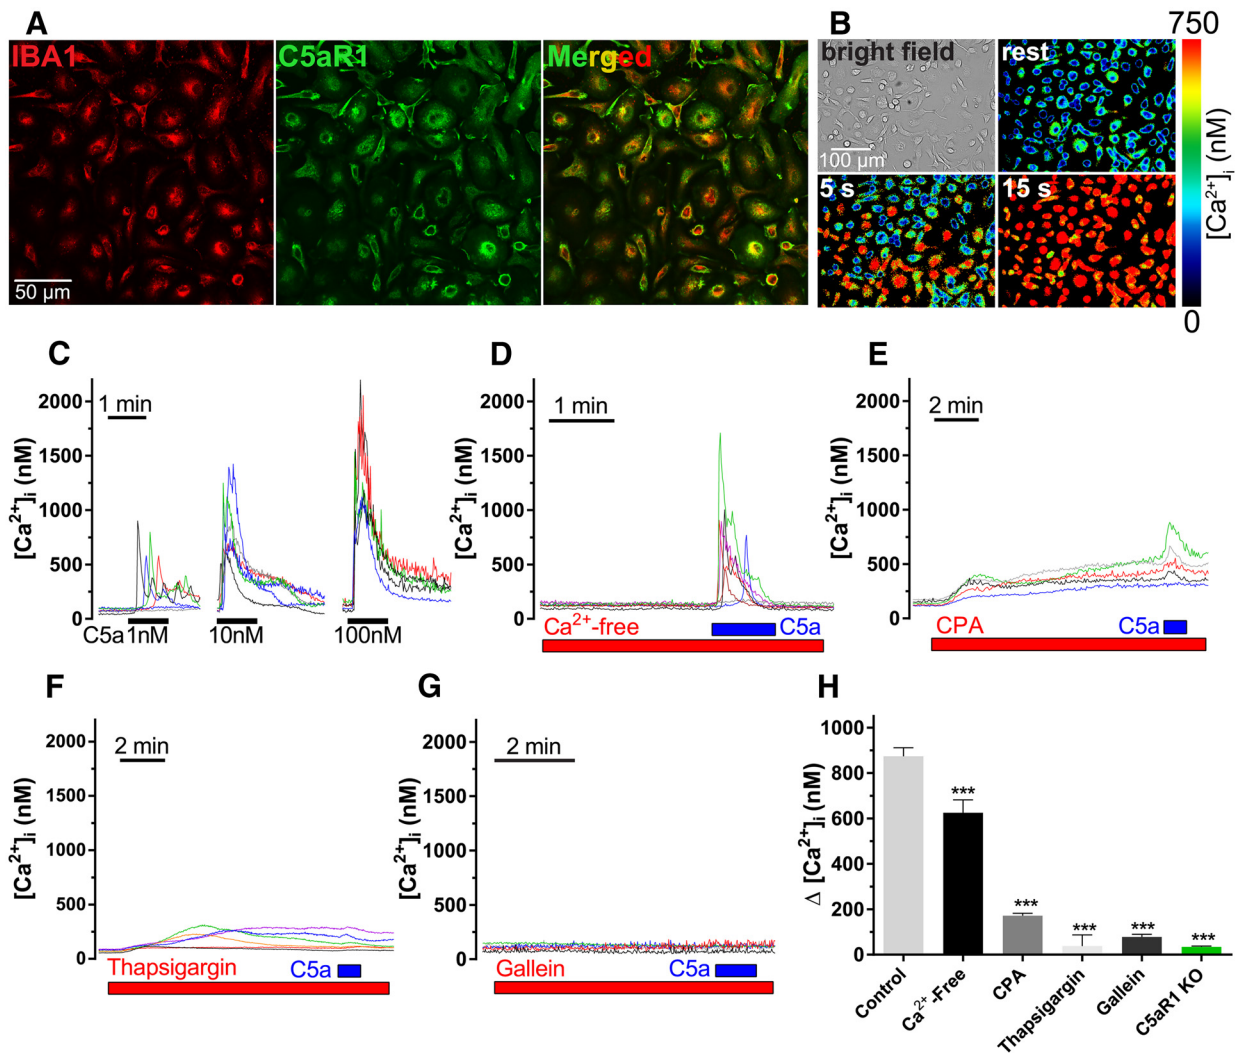 A
IBA1
C5aR1
Merged
50 µm
B
bright field
rest
100 µm
5 s
15 s
750
[Ca²⁺]ᵢ (nM)
0
C
1 min
[Ca²⁺]ᵢ (nM)
2000
1500
1000
500
0
C5a 1nM
10nM
100nM
D
1 min
[Ca²⁺]ᵢ (nM)
2000
1500
1000
500
0
Ca²⁺-free
C5a
E
2 min
[Ca²⁺]ᵢ (nM)
2000
1500
1000
500
0
CPA
C5a
F
2 min
[Ca²⁺]ᵢ (nM)
2000
1500
1000
500
0
Thapsigargin
C5a
G
2 min
[Ca²⁺]ᵢ (nM)
2000
1500
1000
500
0
Gallein
C5a
H
Δ [Ca²⁺]ᵢ (nM)
1000
800
600
400
200
0
***
***
***
***
***
Control
Ca²⁺-Free
CPA
Thapsigargin
Gallein
C5aR1 KO